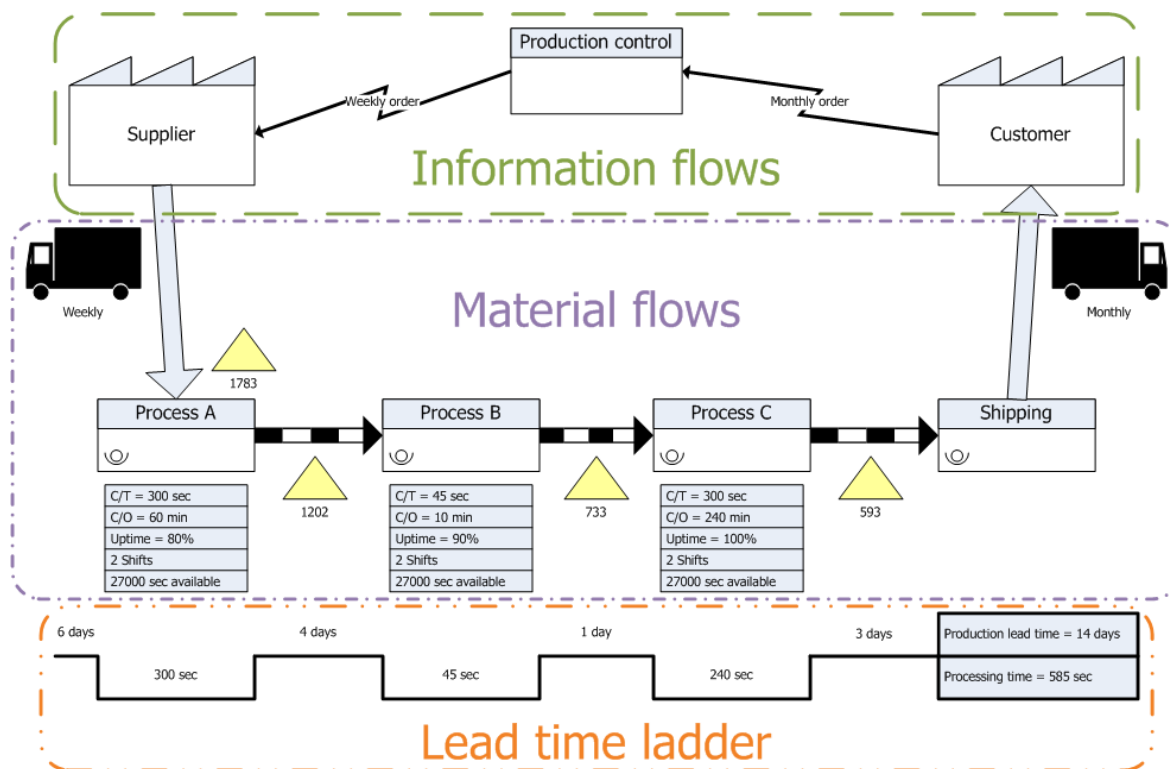 Production control
Weekly order
Monthly order
Supplier
Customer
Information flows
Weekly
Material flows
Monthly
1783
Process A
Process B
Process C
Shipping
1202
733
593
C/T = 300 sec
C/O = 60 min
Uptime = 80%
2 Shifts
27000 sec available
C/T = 45 sec
C/O = 10 min
Uptime = 90%
2 Shifts
27000 sec available
C/T = 300 sec
C/O = 240 min
Uptime = 100%
2 Shifts
27000 sec available
6 days
4 days
1 day
3 days
Production lead time = 14 days
300 sec
45 sec
240 sec
Processing time = 585 sec
Lead time ladder